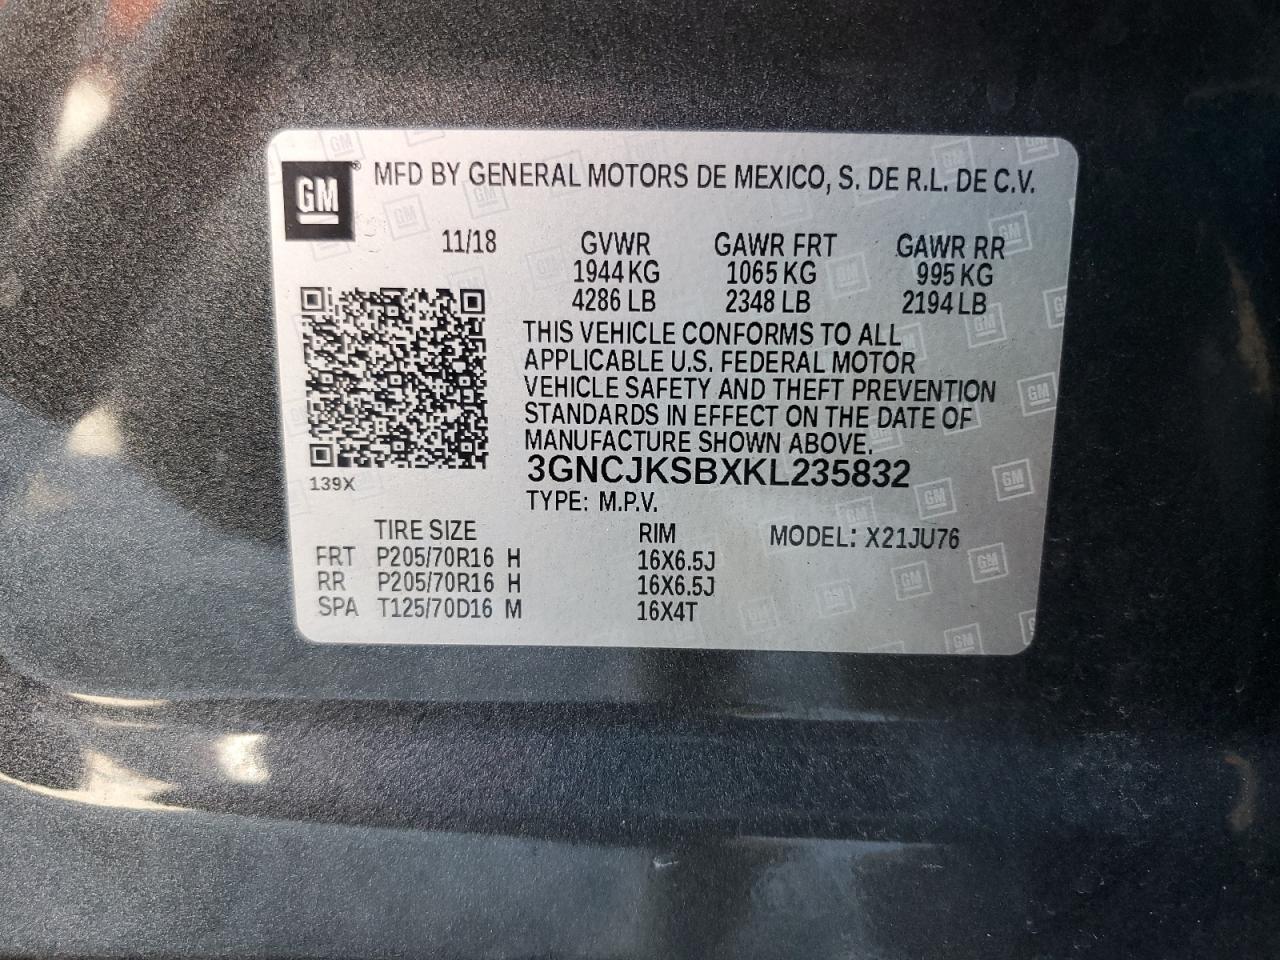 GM® MFD BY GENERAL MOTORS DE MEXICO, S. DE R.L. DE C.V.
11/18 GVWR GAWR FRT GAWR RR
1944 KG 1065 KG 995 KG
4286 LB 2348 LB 2194 LB
THIS VEHICLE CONFORMS TO ALL
APPLICABLE U.S. FEDERAL MOTOR
VEHICLE SAFETY AND THEFT PREVENTION
STANDARDS IN EFFECT ON THE DATE OF
MANUFACTURE SHOWN ABOVE.
3GNCJKSBXKL235832
139X
TYPE: M.P.V.
TIRE SIZE RIM MODEL: X21JU76
FRT P205/70R16 H 16X6.5J
RR P205/70R16 H 16X6.5J
SPA T125/70D16 M 16X4T